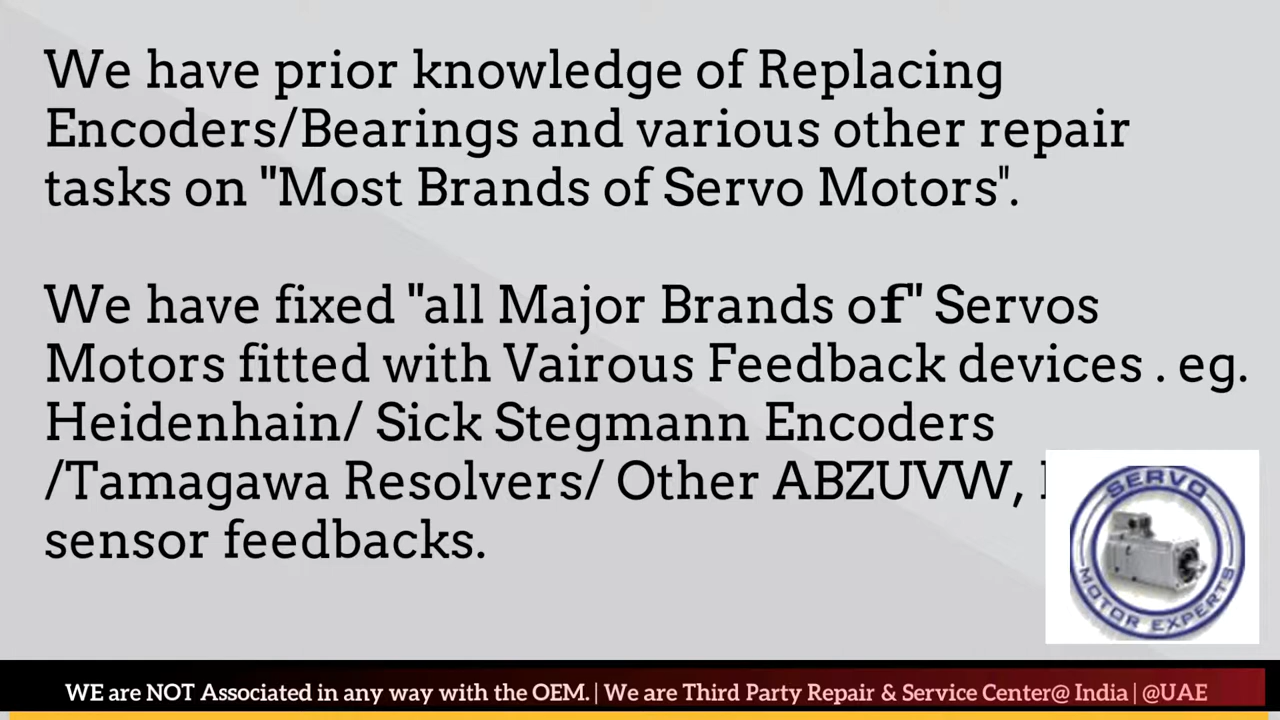 We have prior knowledge of Replacing
Encoders/Bearings and various other repair
tasks on "Most Brands of Servo Motors".
We have fixed "all Major Brands of" Servos
Motors fitted with Vairous Feedback devices . eg.
Heidenhain/ Sick Stegmann Encoders
/Tamagawa Resolvers/ Other ABZUVW,
sensor feedbacks.
SERVO
MOTOR EXPERTS
WE are NOT Associated in any way with the OEM. | We are Third Party Repair & Service Center@ India | @UAE